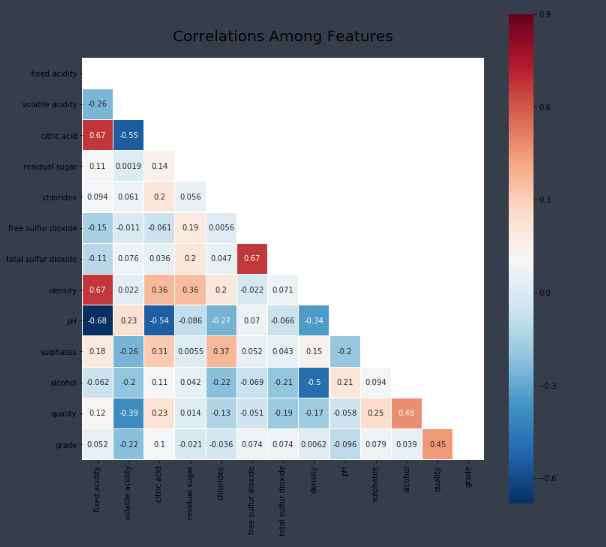 Correlations Among Features
fixed acidity
volatile acidity -0.26
citric acid 0.67 -0.55
residual sugar 0.11 0.0019 0.14
chlorides 0.094 0.061 0.2 0.056
free sulfur dioxide -0.15 -0.011 -0.061 0.19 0.0056
total sulfur dioxide -0.11 0.076 0.036 0.2 0.047 0.67
density 0.67 0.022 0.36 0.36 0.2 -0.022 0.071
pH -0.68 0.23 -0.54 -0.086 -0.27 0.07 -0.066 -0.34
sulphates 0.18 -0.26 0.31 0.0055 0.37 0.052 0.043 0.15 -0.2
alcohol -0.062 -0.2 0.11 0.042 -0.22 -0.069 -0.21 -0.5 0.21 0.094
quality 0.12 -0.39 0.23 0.014 -0.13 -0.051 -0.19 -0.17 -0.058 0.25 0.48
grade 0.052 -0.22 0.1 -0.021 -0.036 0.074 0.074 0.0062 -0.096 0.079 0.039 0.45
fixed acidity
volatile acidity
citric acid
residual sugar
chlorides
free sulfur dioxide
total sulfur dioxide
density
pH
sulphates
alcohol
quality
grade
0.9
0.6
0.3
0.0
−0.3
−0.6